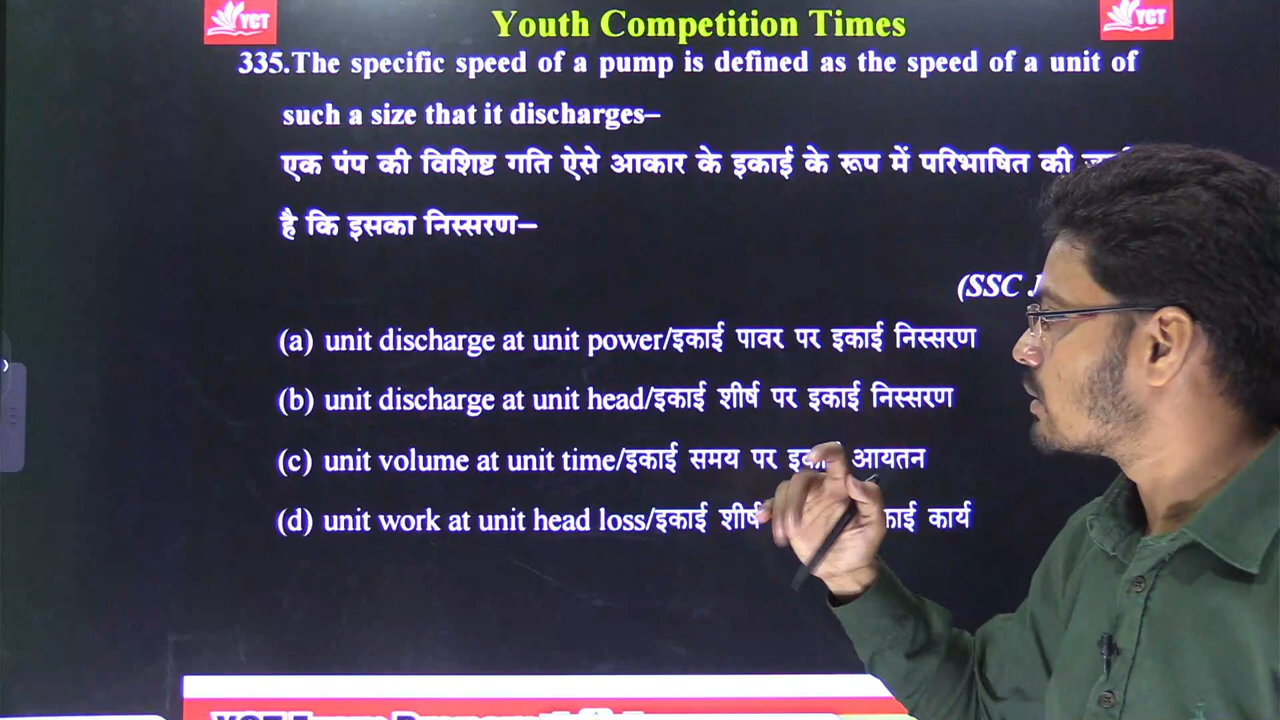 YCT
Youth Competition Times
YCT
335.The specific speed of a pump is defined as the speed of a unit of
such a size that it discharges–
एक पंप की विशिष्ट गति ऐसे आकार के इकाई के रूप में परिभाषित की
है कि इसका निस्सरण–
(SSC
(a) unit discharge at unit power/इकाई पावर पर इकाई निस्सरण
(b) unit discharge at unit head/इकाई शीर्ष पर इकाई निस्सरण
(c) unit volume at unit time/इकाई समय पर आयतन
(d) unit work at unit head loss/इकाई शीर्ष कार्य